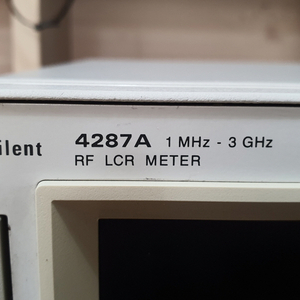 ilent 4287A 1 MHz - 3 GHz
RF LCR METER